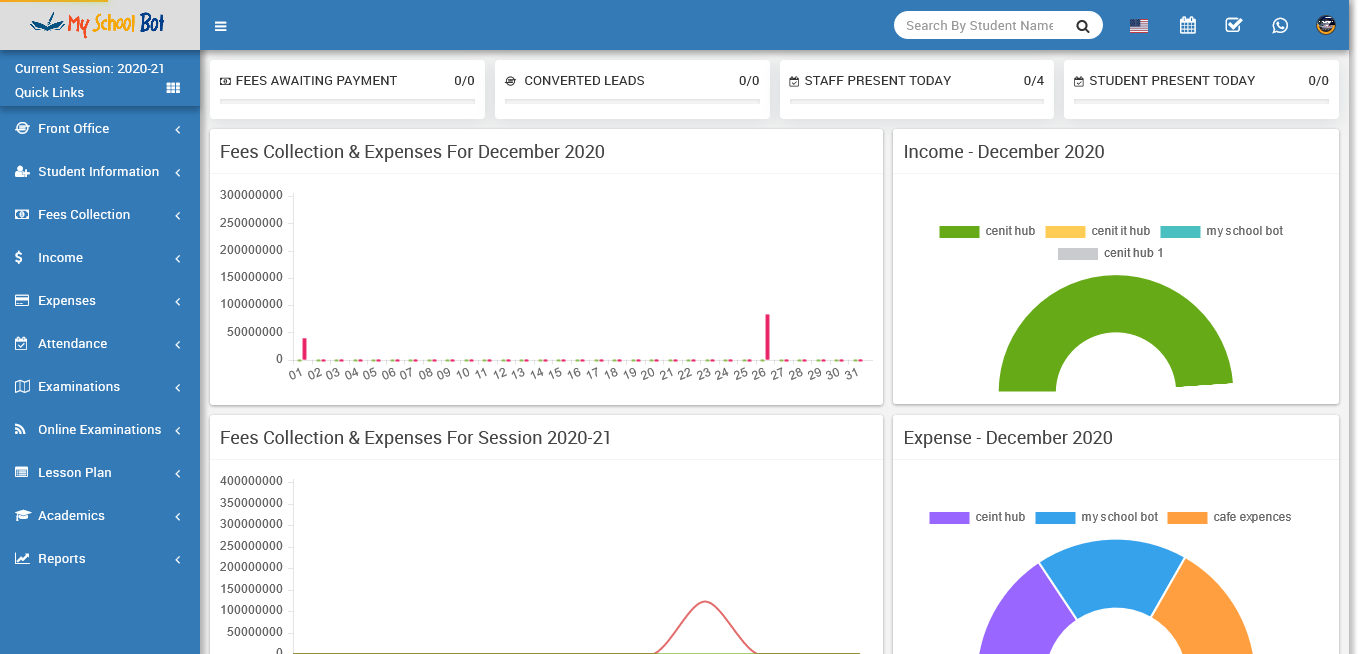 My School Bot
Search By Student Name
Current Session: 2020-21
Quick Links
Front Office
Student Information
Fees Collection
Income
Expenses
Attendance
Examinations
Online Examinations
Lesson Plan
Academics
Reports
FEES AWAITING PAYMENT 0/0
CONVERTED LEADS 0/0
STAFF PRESENT TODAY 0/4
STUDENT PRESENT TODAY 0/0
Fees Collection & Expenses For December 2020
300000000
250000000
200000000
150000000
100000000
50000000
0
01 02 03 04 05 06 07 08 09 10 11 12 13 14 15 16 17 18 19 20 21 22 23 24 25 26 27 28 29 30 31
Income - December 2020
cenit hub cenit it hub my school bot
cenit hub 1
Fees Collection & Expenses For Session 2020-21
400000000
350000000
300000000
250000000
200000000
150000000
100000000
50000000
0
Expense - December 2020
ceint hub my school bot cafe expences